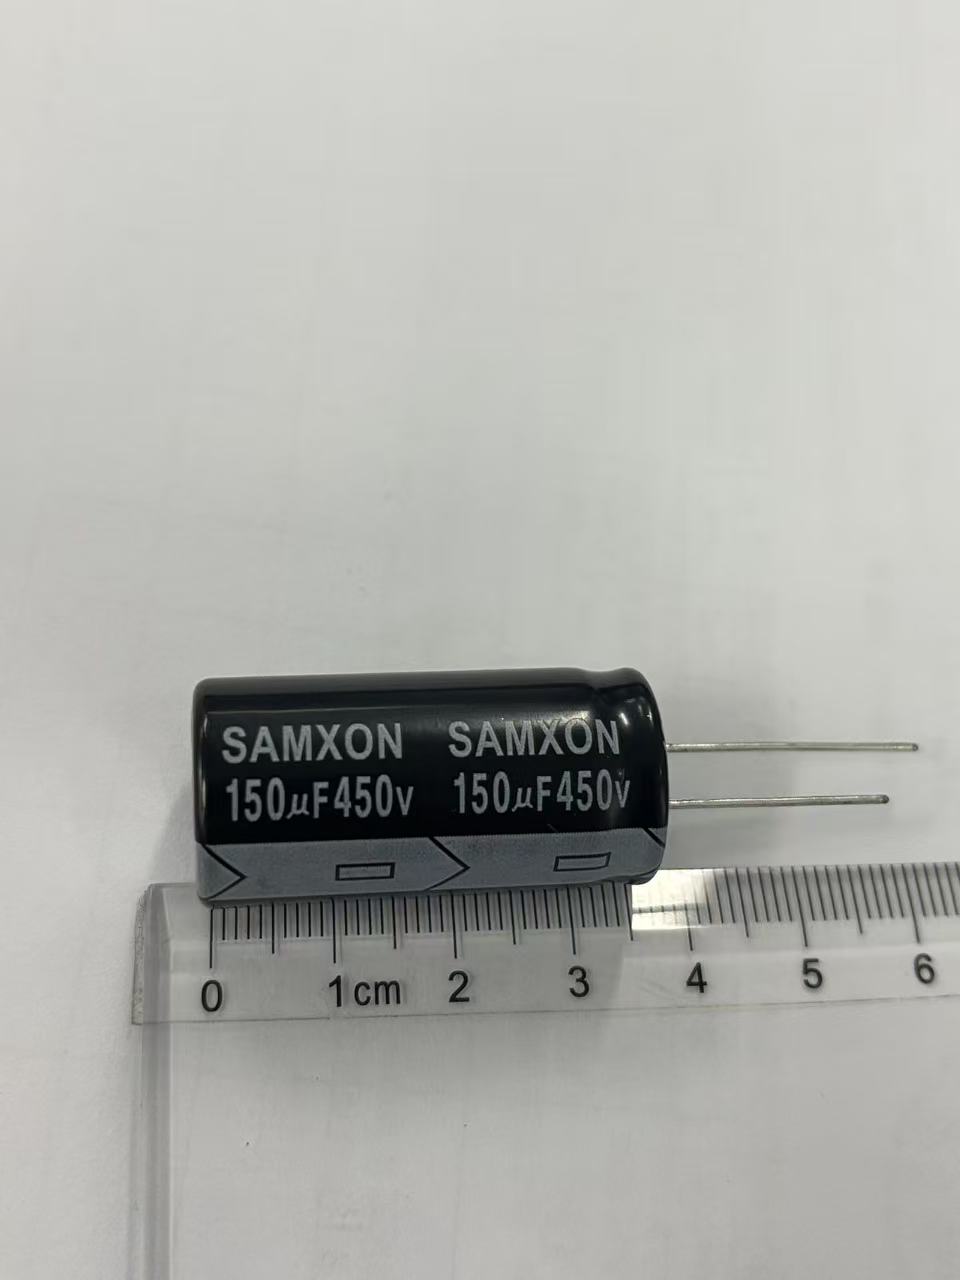 SAMXON SAMXON
150μF450v 150μF450v
0 1cm 2 3 4 5 6